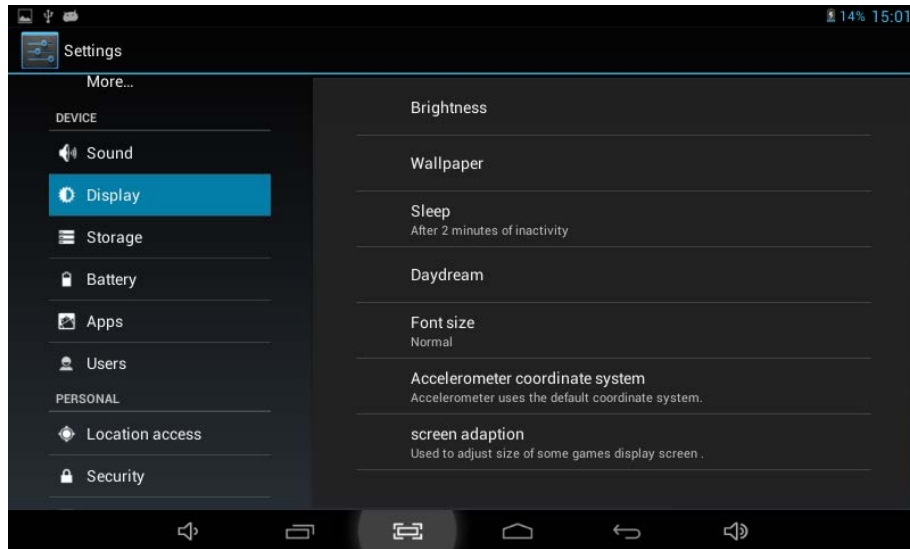 14% 15:01
Settings
More...
DEVICE
Sound
Display
Storage
Battery
Apps
Users
PERSONAL
Location access
Security
Brightness
Wallpaper
Sleep
After 2 minutes of inactivity
Daydream
Font size
Normal
Accelerometer coordinate system
Accelerometer uses the default coordinate system.
screen adaption
Used to adjust size of some games display screen .